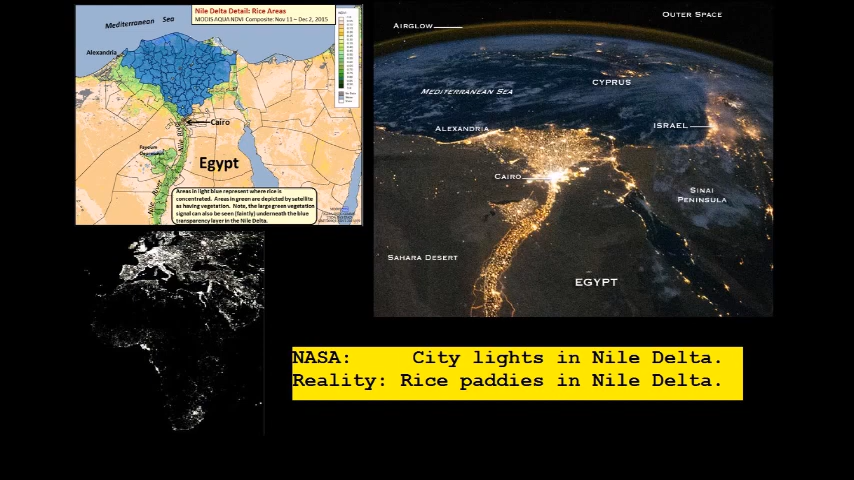 Nile Delta Detail: Rice Areas
MODIS AQUA NDVI Composite: Nov 11 – Dec 2, 2015
Mediterranean Sea
Alexandria
Cairo
Fayoum
Depression
Egypt
Areas in light blue represent where rice is
concentrated. Areas in green are depicted by satellite
as having vegetation. Note, the large green vegetation
signal can also be seen (faintly) underneath the blue
transparency layer in the Nile Delta.
AIRGLOW
OUTER SPACE
CYPRUS
MEDITERRANEAN SEA
ALEXANDRIA
ISRAEL
CAIRO
SINAI
PENINSULA
SAHARA DESERT
EGYPT
NASA: City lights in Nile Delta.
Reality: Rice paddies in Nile Delta.